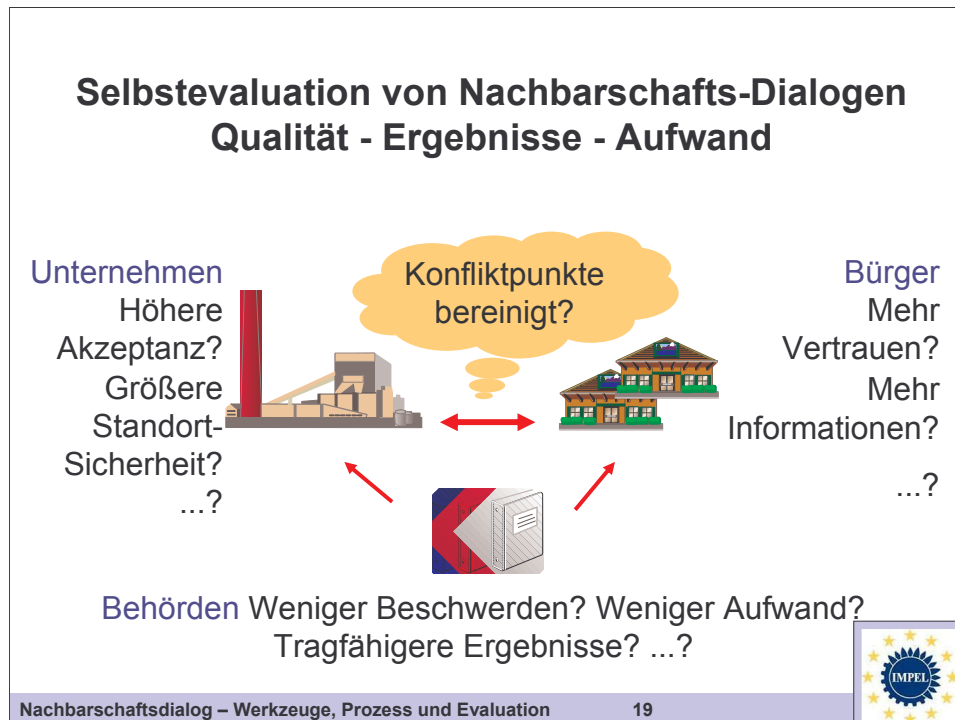 Selbstevaluation von Nachbarschafts-Dialogen
Qualität - Ergebnisse - Aufwand
Unternehmen
Höhere
Akzeptanz?
Größere
Standort-
Sicherheit?
...?
Konfliktpunkte
bereinigt?
Bürger
Mehr
Vertrauen?
Mehr
Informationen?
...?
Behörden Weniger Beschwerden? Weniger Aufwand?
Tragfähigere Ergebnisse? ...?
IMPEL
Nachbarschaftsdialog – Werkzeuge, Prozess und Evaluation 19